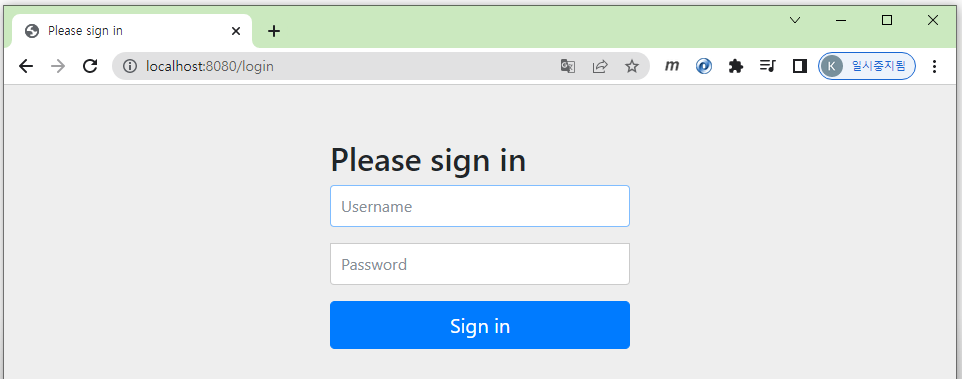 Please sign in
localhost:8080/login
m
K 일시중지됨
Please sign in
Username
Password
Sign in